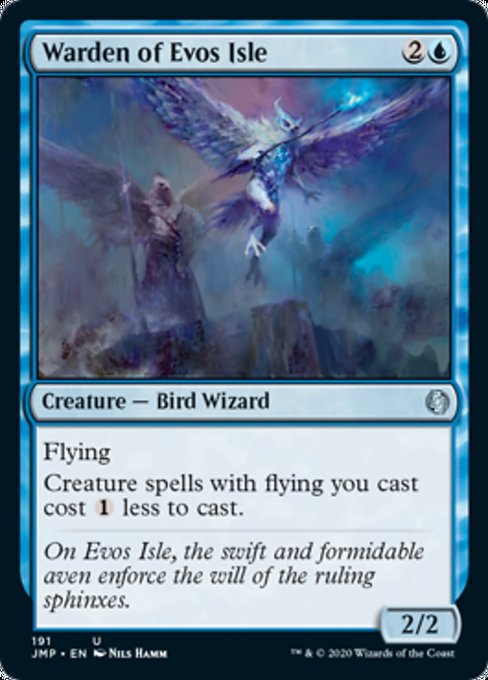 Warden of Evos Isle 2
Creature — Bird Wizard
Flying
Creature spells with flying you cast
cost 1 less to cast.
On Evos Isle, the swift and formidable
aven enforce the will of the ruling
sphinxes.
2/2
191 U
JMP • EN Nils Hamm ™ & © 2020 Wizards of the Coast